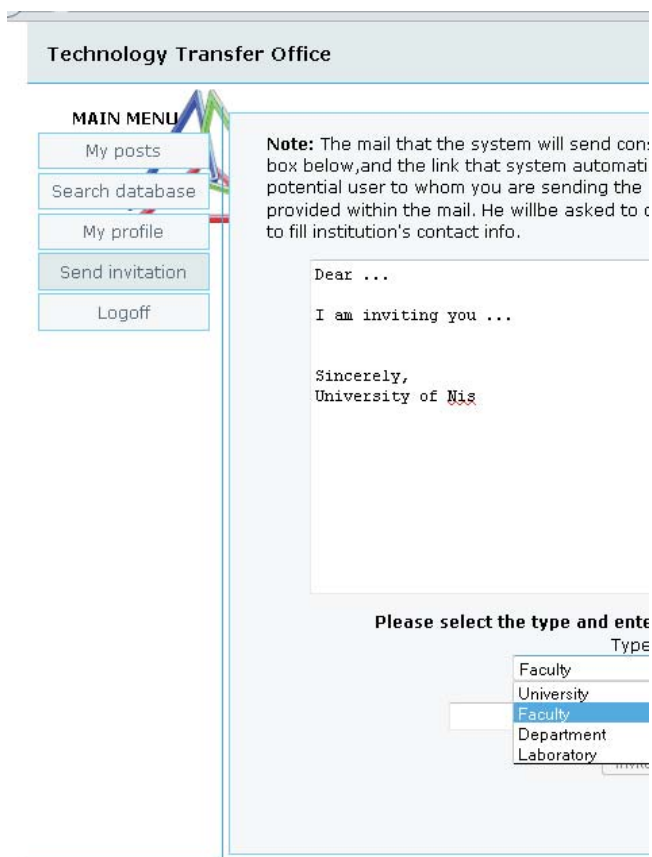 Technology Transfer Office
MAIN MENU
My posts
Search database
My profile
Send invitation
Logoff
Note: The mail that the system will send
box below,and the link that system
potential user to whom you are sending the
provided within the mail. He willbe asked to
to fill institution's contact info.
Dear ...
I am inviting you ...
Sincerely,
University of Nis
Please select the type and
Type
Faculty
University
Faculty
Department
Laboratory